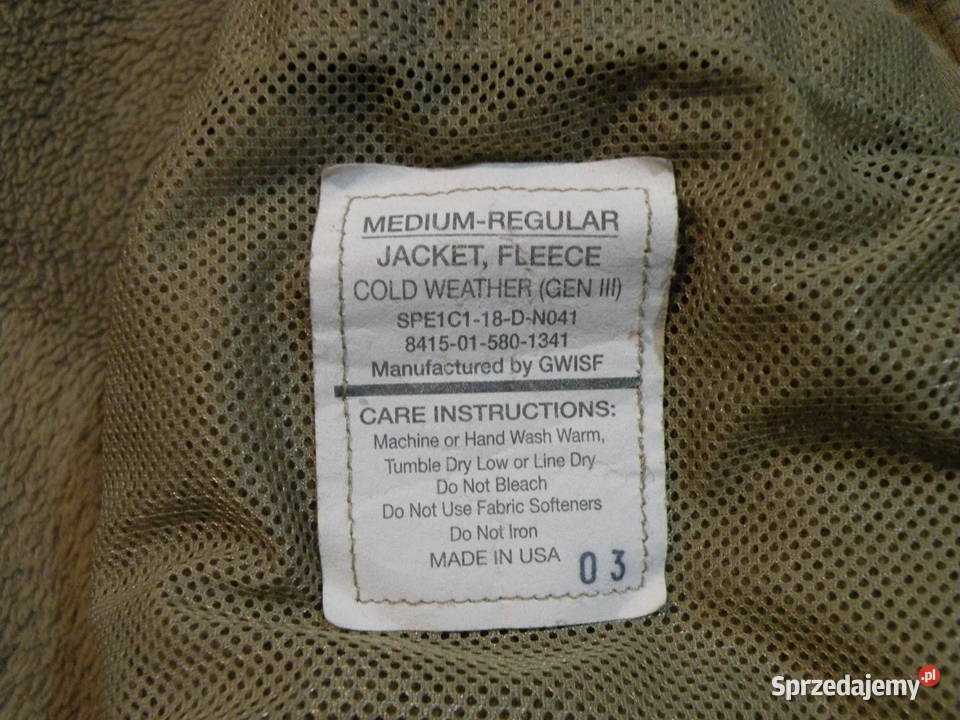 MEDIUM-REGULAR
JACKET, FLEECE
COLD WEATHER (GEN III)
SPE1C1-18-D-N041
8415-01-580-1341
Manufactured by GWISF
CARE INSTRUCTIONS:
Machine or Hand Wash Warm,
Tumble Dry Low or Line Dry
Do Not Bleach
Do Not Use Fabric Softeners
Do Not Iron
MADE IN USA
03
Sprzedajemy.pl